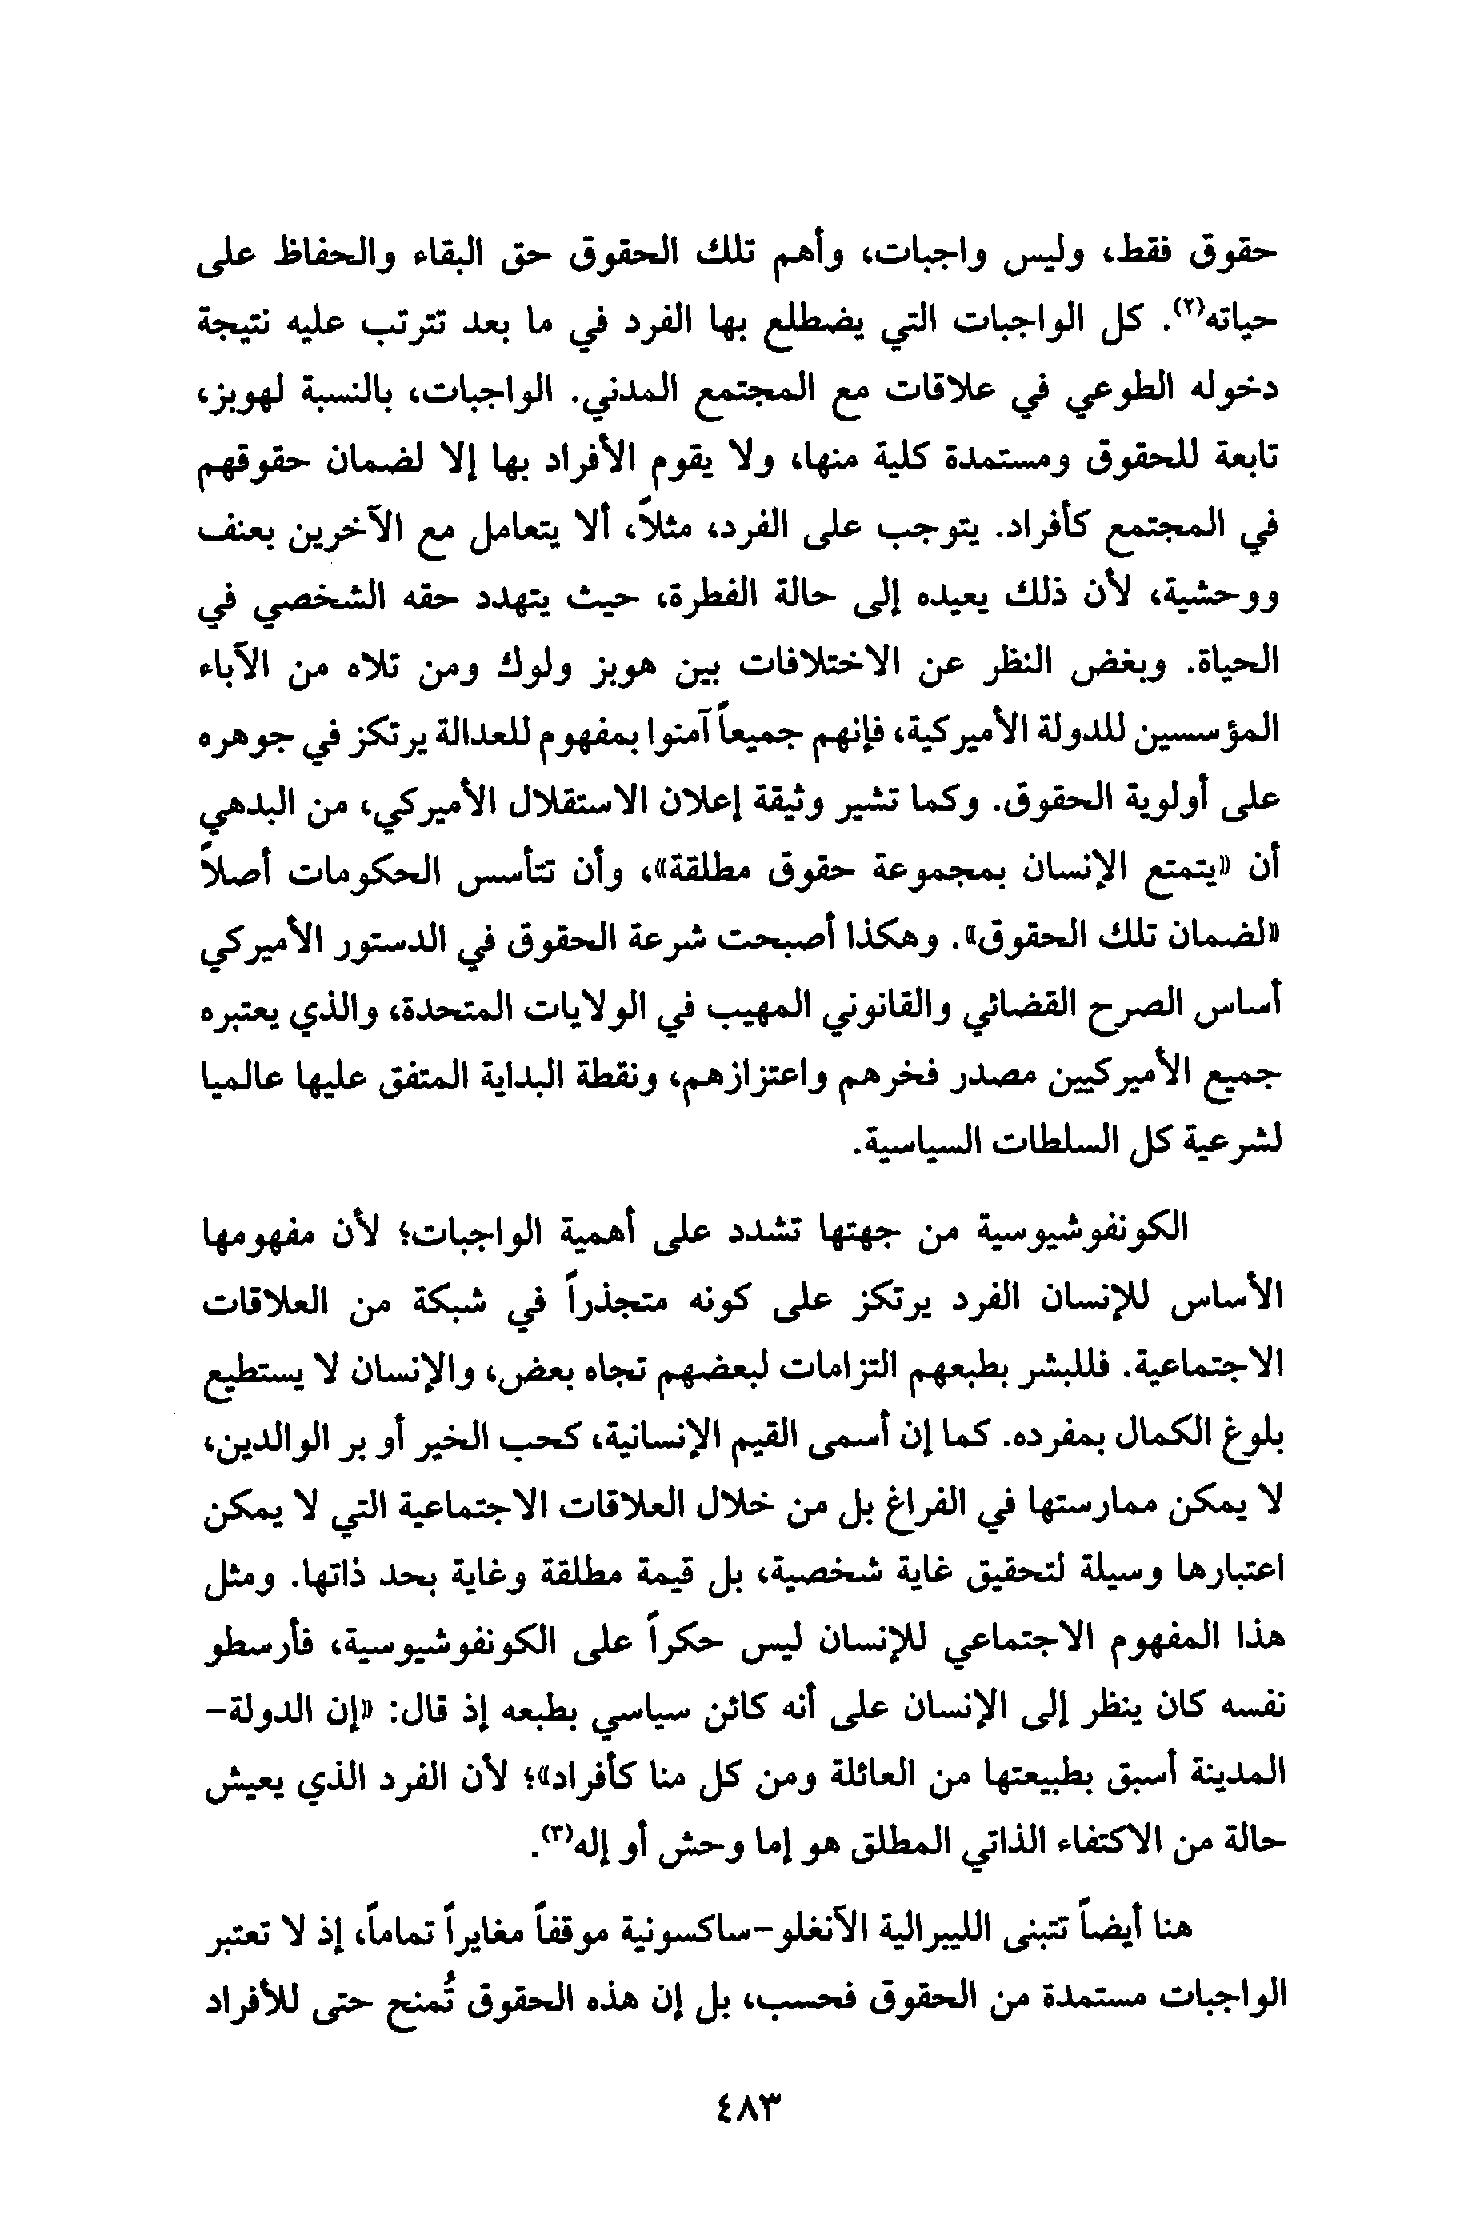 حقوق فقط، وليس واجبات، وأهم تلك الحقوق حق البقاء والحفاظ على
حياته(٢). كل الواجبات التي يضطلع بها الفرد في ما بعد تترتب عليه نتيجة
دخوله الطوعي في علاقات مع المجتمع المدني. الواجبات، بالنسبة لهوبز،
تابعة للحقوق ومستمدة كلية منها، ولا يقوم الأفراد بها إلا لضمان حقوقهم
في المجتمع كأفراد. يتوجب على الفرد، مثلاً، ألا يتعامل مع الآخرين بعنف
ووحشية، لأن ذلك يعيده إلى حالة الفطرة، حيث يتهدد حقه الشخصي في
الحياة. وبغض النظر عن الاختلافات بين هوبز ولوك ومن تلاه من الآباء
المؤسسين للدولة الأميركية، فإنهم جميعاً آمنوا بمفهوم للعدالة يرتكز في جوهره
على أولوية الحقوق. وكما تشير وثيقة إعلان الاستقلال الأميركي، من البدهي
أن «يتمتع الإنسان بمجموعة حقوق مطلقة»، وأن تتأسس الحكومات أصلاً
«لضمان تلك الحقوق». وهكذا أصبحت شرعة الحقوق في الدستور الأميركي
أساس الصرح القضائي والقانوني المهيب في الولايات المتحدة، والذي يعتبره
جميع الأميركيين مصدر فخرهم واعتزازهم، ونقطة البداية المتفق عليها عالميا
لشرعية كل السلطات السياسية.
الكونفوشيوسية من جهتها تشدد على أهمية الواجبات؛ لأن مفهومها
الأساس للإنسان الفرد يرتكز على كونه متجذراً في شبكة من العلاقات
الاجتماعية. فللبشر بطبعهم التزامات لبعضهم تجاه بعض، والإنسان لا يستطيع
بلوغ الكمال بمفرده. كما إن أسمى القيم الإنسانية، كحب الخير أو بر الوالدين،
لا يمكن ممارستها في الفراغ بل من خلال العلاقات الاجتماعية التي لا يمكن
اعتبارها وسيلة لتحقيق غاية شخصية، بل قيمة مطلقة وغاية بحد ذاتها. ومثل
هذا المفهوم الاجتماعي للإنسان ليس حكراً على الكونفوشيوسية، فأرسطو
نفسه كان ينظر إلى الإنسان على أنه كائن سياسي بطبعه إذ قال: «إن الدولة-
المدينة أسبق بطبيعتها من العائلة ومن كل منا كأفراد»؛ لأن الفرد الذي يعيش
حالة من الاكتفاء الذاتي المطلق هو إما وحش أو إله(٣).
هنا أيضاً تتبنى الليبرالية الآنغلو-ساكسونية موقفاً مغايراً تماماً، إذ لا تعتبر
الواجبات مستمدة من الحقوق فحسب، بل إن هذه الحقوق تُمنح حتى للأفراد
٤٨٣